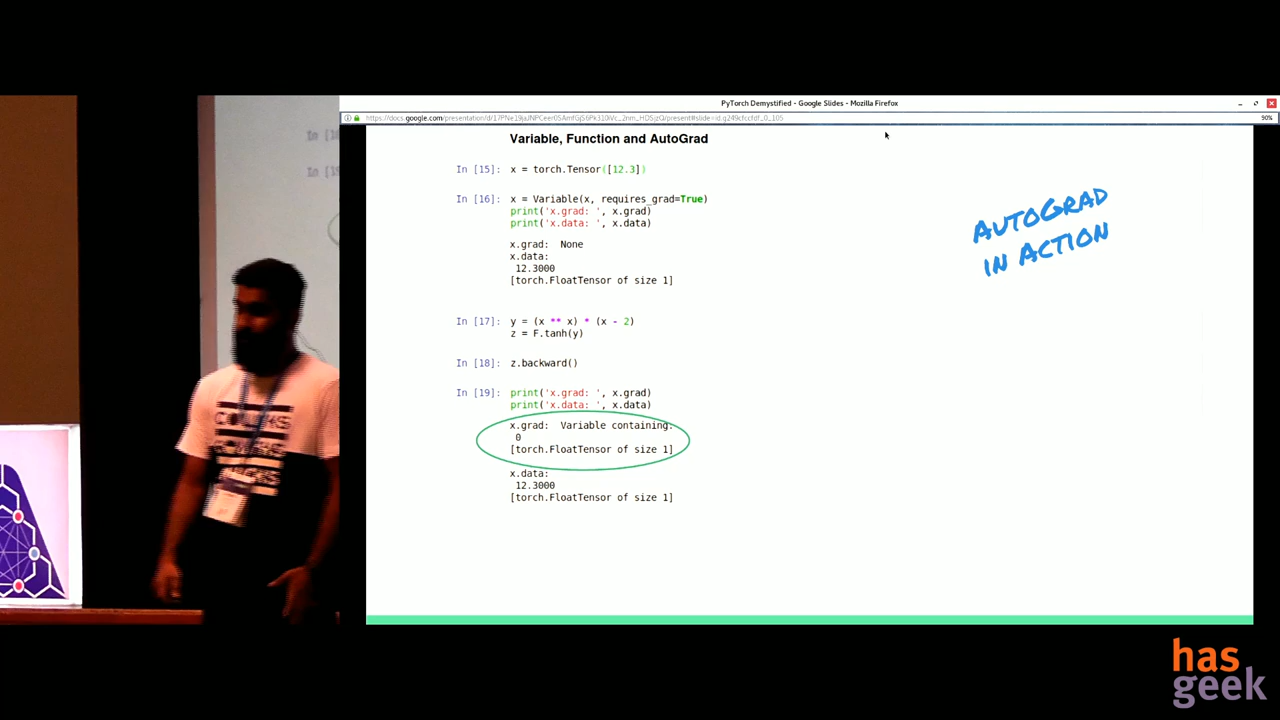 PyTorch Demystified - Google Slides - Mozilla Firefox
90%
Variable, Function and AutoGrad
In [15]: x = torch.Tensor([12.3])
In [16]: x = Variable(x, requires_grad=True)
print('x.grad: ', x.grad)
print('x.data: ', x.data)
x.grad:  None
x.data:
12.3000
[torch.FloatTensor of size 1]
In [17]: y = (x ** x) * (x - 2)
z = F.tanh(y)
In [18]: z.backward()
In [19]: print('x.grad: ', x.grad)
print('x.data: ', x.data)
x.grad:  Variable containing:
0
[torch.FloatTensor of size 1]
x.data:
12.3000
[torch.FloatTensor of size 1]
AUTOGRAD
IN ACTION
has
geek